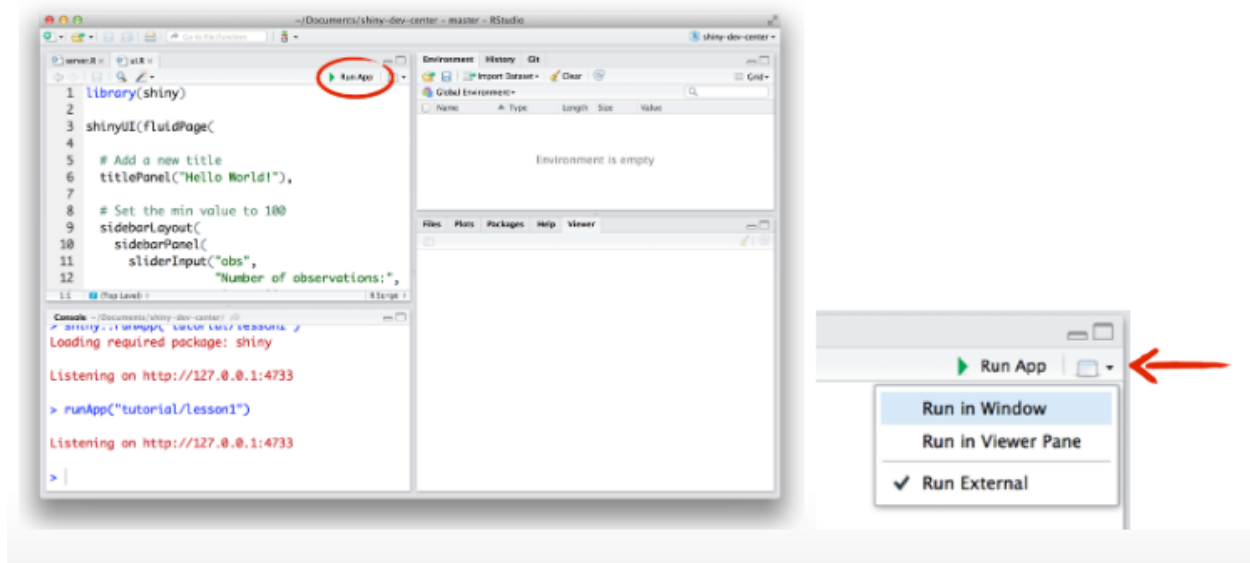 ~/Documents/shiny-dev-center - master - RStudio
Go to file/function
shiny-dev-center
server.R
ui.R
Run App
1 library(shiny)
2
3 shinyUI(fluidPage(
4
5 # Add a new title
6 titlePanel("Hello World!"),
7
8 # Set the min value to 100
9 sidebarLayout(
10 sidebarPanel(
11 sliderInput("obs",
12 "Number of observations:",
1:1 (Top Level) R Script
Console ~/Documents/shiny-dev-center/
> shiny::runApp('tutorial/lesson1')
Loading required package: shiny
Listening on http://127.0.0.1:4733
> runApp("tutorial/lesson1")
Listening on http://127.0.0.1:4733
>
Environment History Git
Import Dataset Clear Grid
Global Environment
Name Type Length Size Value
Environment is empty
Files Plots Packages Help Viewer
Run App
Run in Window
Run in Viewer Pane
✓ Run External